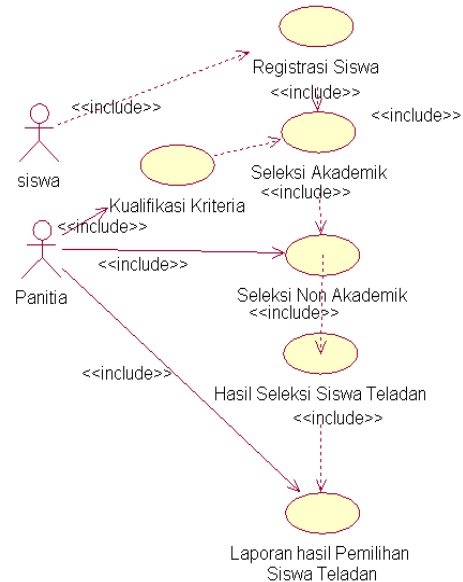 Registrasi Siswa
<<include>>
<<include>>
<<include>>
siswa
Seleksi Akademik
<<include>>
Kualifikasi Kriteria
<<include>>
<<include>>
Panitia
Seleksi Non Akademik
<<include>>
<<include>>
Hasil Seleksi Siswa Teladan
<<include>>
Laporan hasil Pemilihan
Siswa Teladan